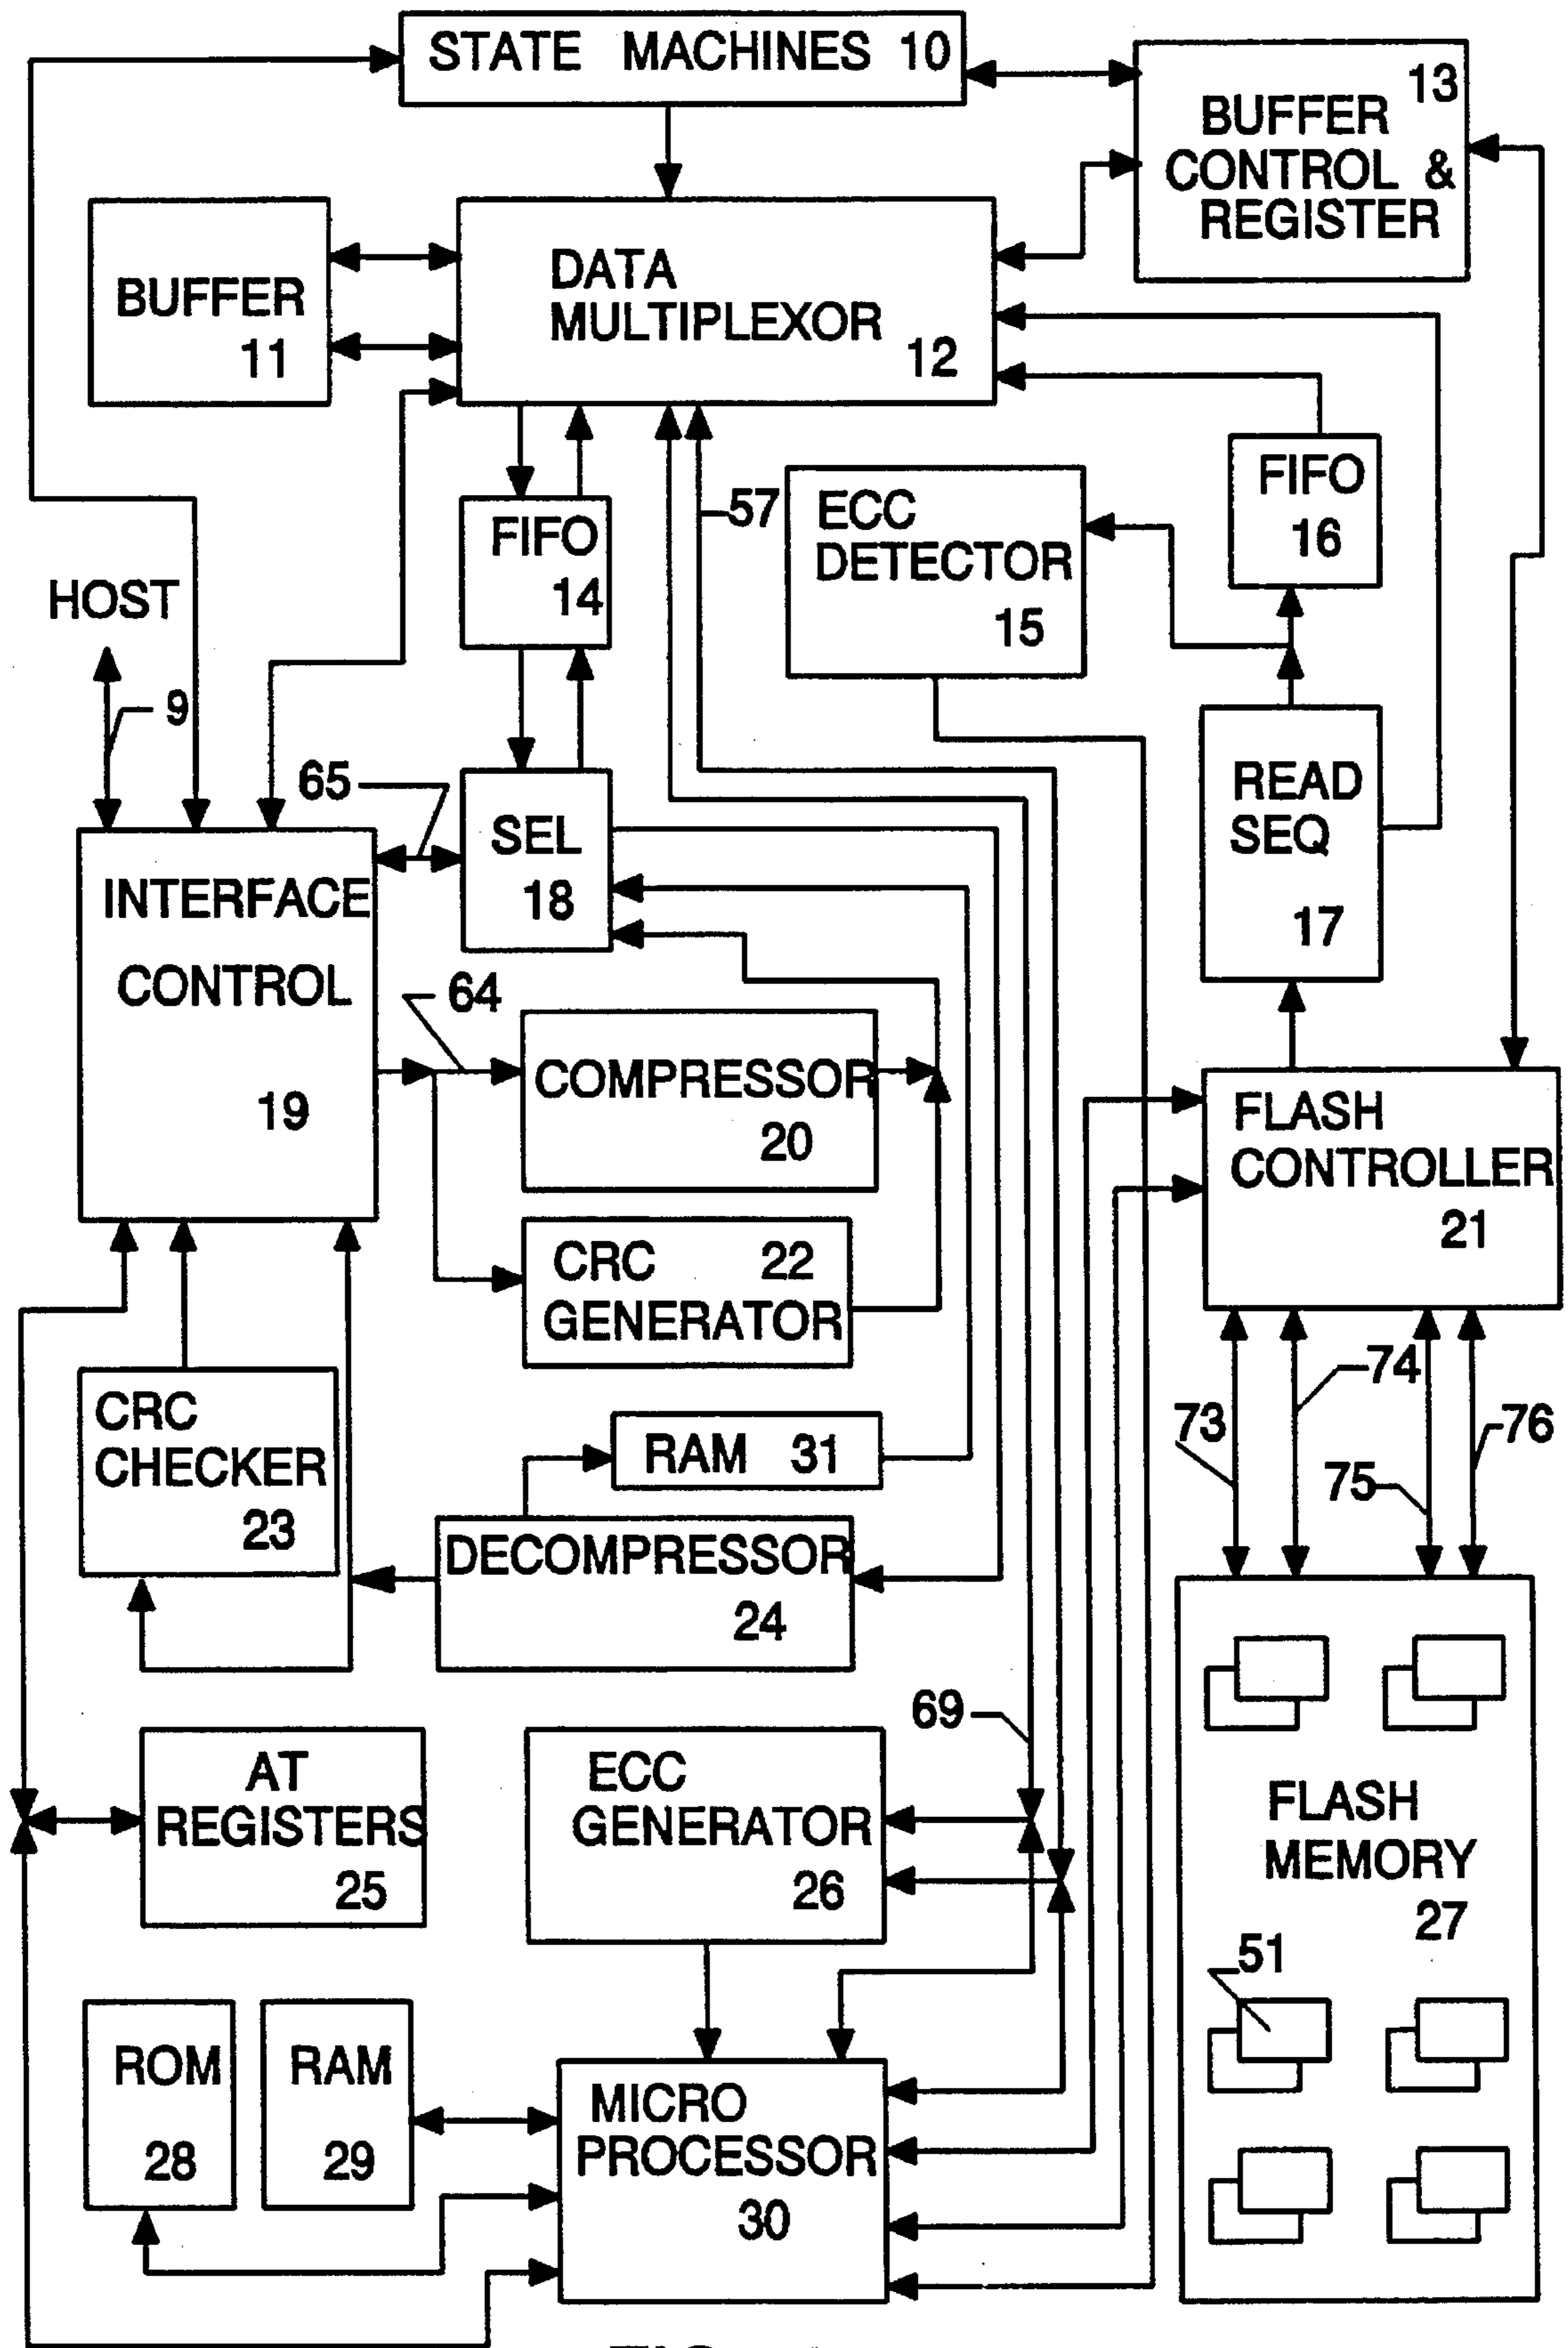 STATE MACHINES 10
13
BUFFER
CONTROL &
REGISTER
BUFFER
11
DATA
MULTIPLEXOR
12
FIFO
14
57
ECC
DETECTOR
15
FIFO
16
HOST
9
65
SEL
18
READ
SEQ
17
INTERFACE
CONTROL
19
64
COMPRESSOR
20
FLASH
CONTROLLER
21
CRC 22
GENERATOR
CRC
CHECKER
23
RAM 31
73
74
75
76
DECOMPRESSOR
24
69
AT
REGISTERS
25
ECC
GENERATOR
26
FLASH
MEMORY
27
51
ROM
28
RAM
29
MICRO
PROCESSOR
30